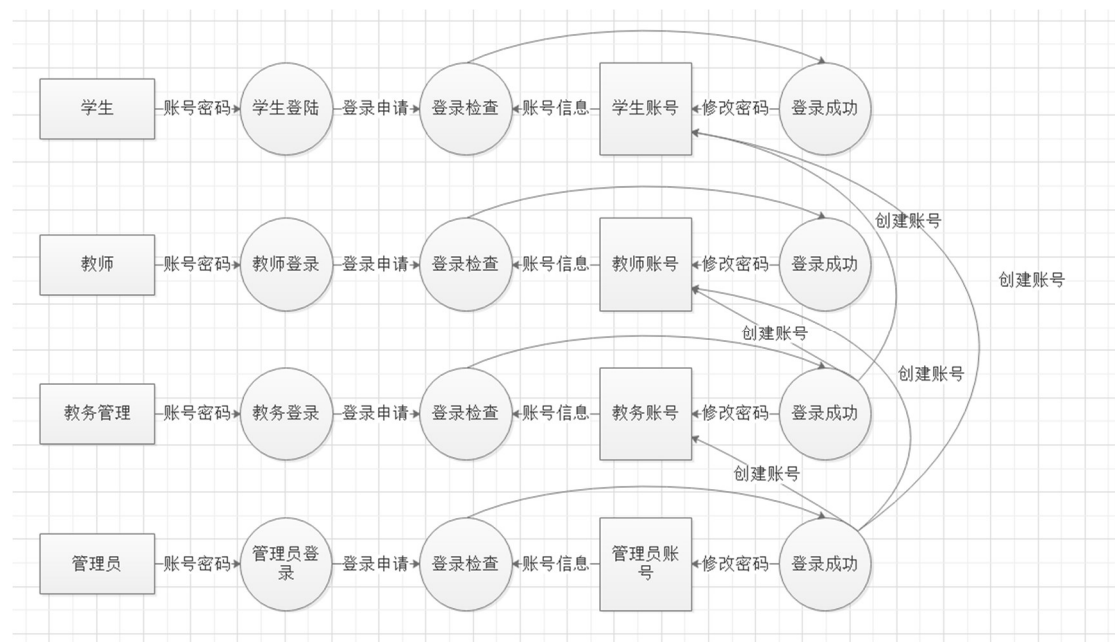 学生
账号密码
学生登陆
登录申请
登录检查
账号信息
学生账号
修改密码
登录成功
创建账号
教师
账号密码
教师登录
登录申请
登录检查
账号信息
教师账号
修改密码
登录成功
创建账号
创建账号
创建账号
教务管理
账号密码
教务登录
登录申请
登录检查
账号信息
教务账号
修改密码
登录成功
创建账号
管理员
账号密码
管理员登
录
登录申请
登录检查
账号信息
管理员账
号
修改密码
登录成功